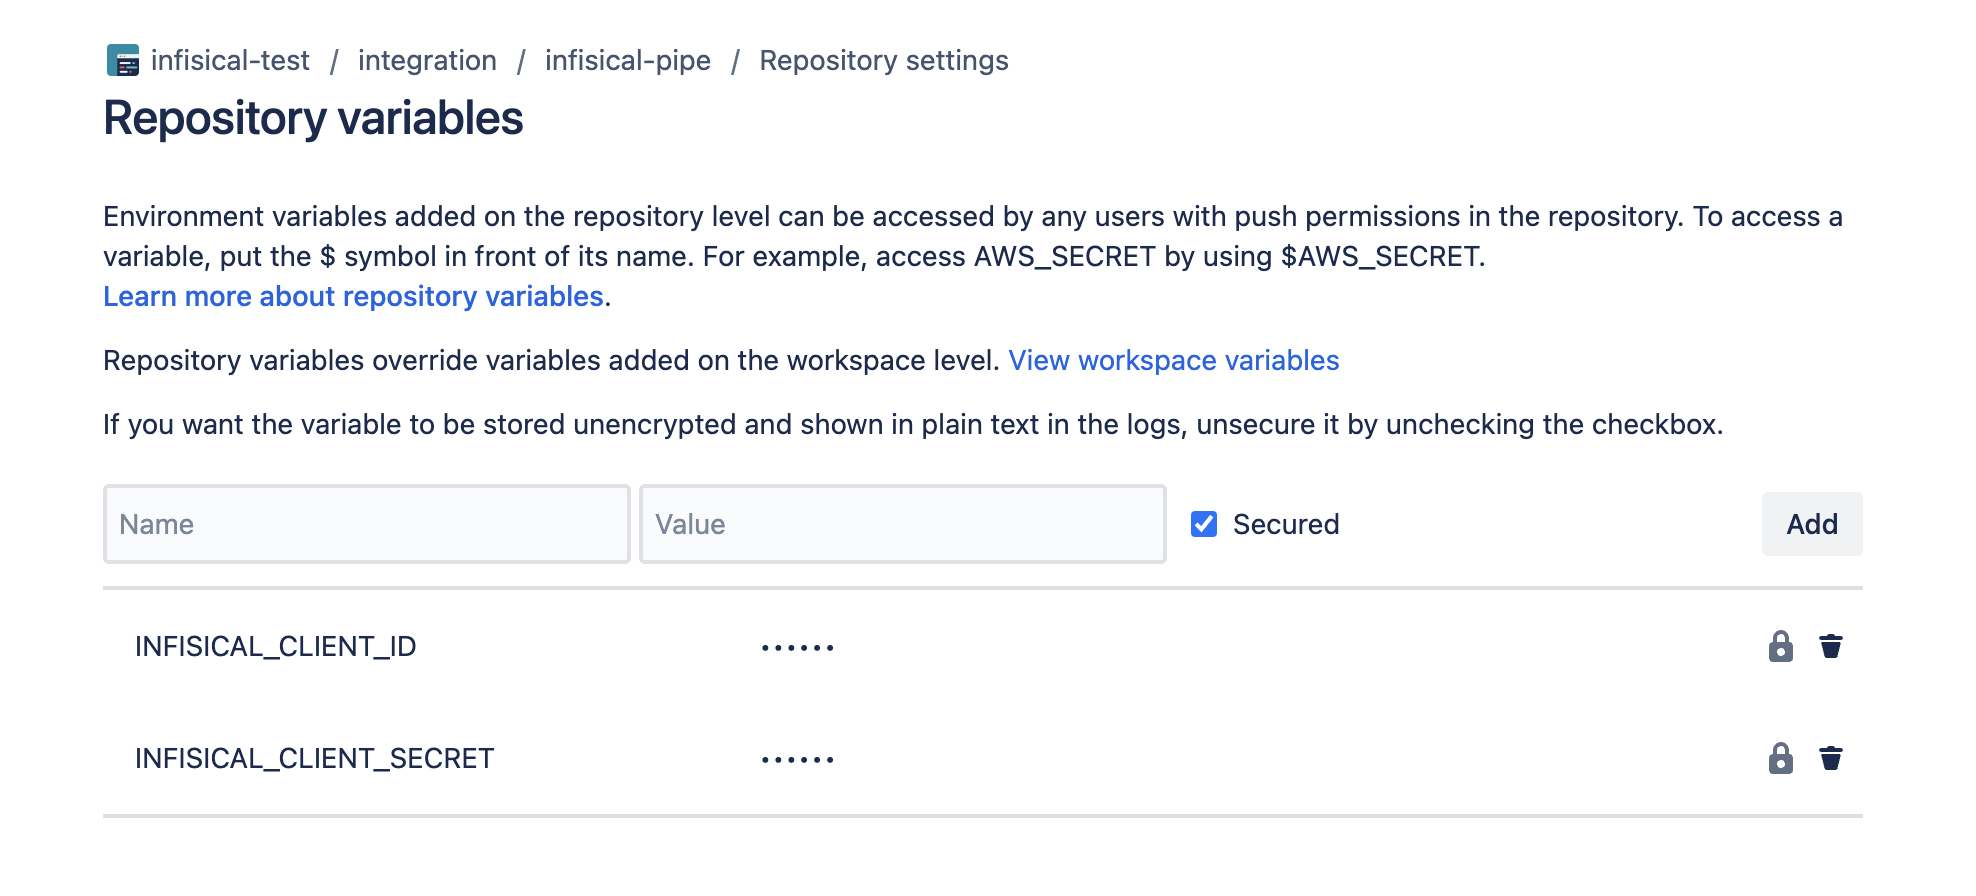 infisical-test / integration / infisical-pipe / Repository settings
Repository variables
Environment variables added on the repository level can be accessed by any users with push permissions in the repository. To access a
variable, put the $ symbol in front of its name. For example, access AWS_SECRET by using $AWS_SECRET.
Learn more about repository variables.
Repository variables override variables added on the workspace level. View workspace variables
If you want the variable to be stored unencrypted and shown in plain text in the logs, unsecure it by unchecking the checkbox.
Name Value Secured Add
INFISICAL_CLIENT_ID ••••••
INFISICAL_CLIENT_SECRET ••••••